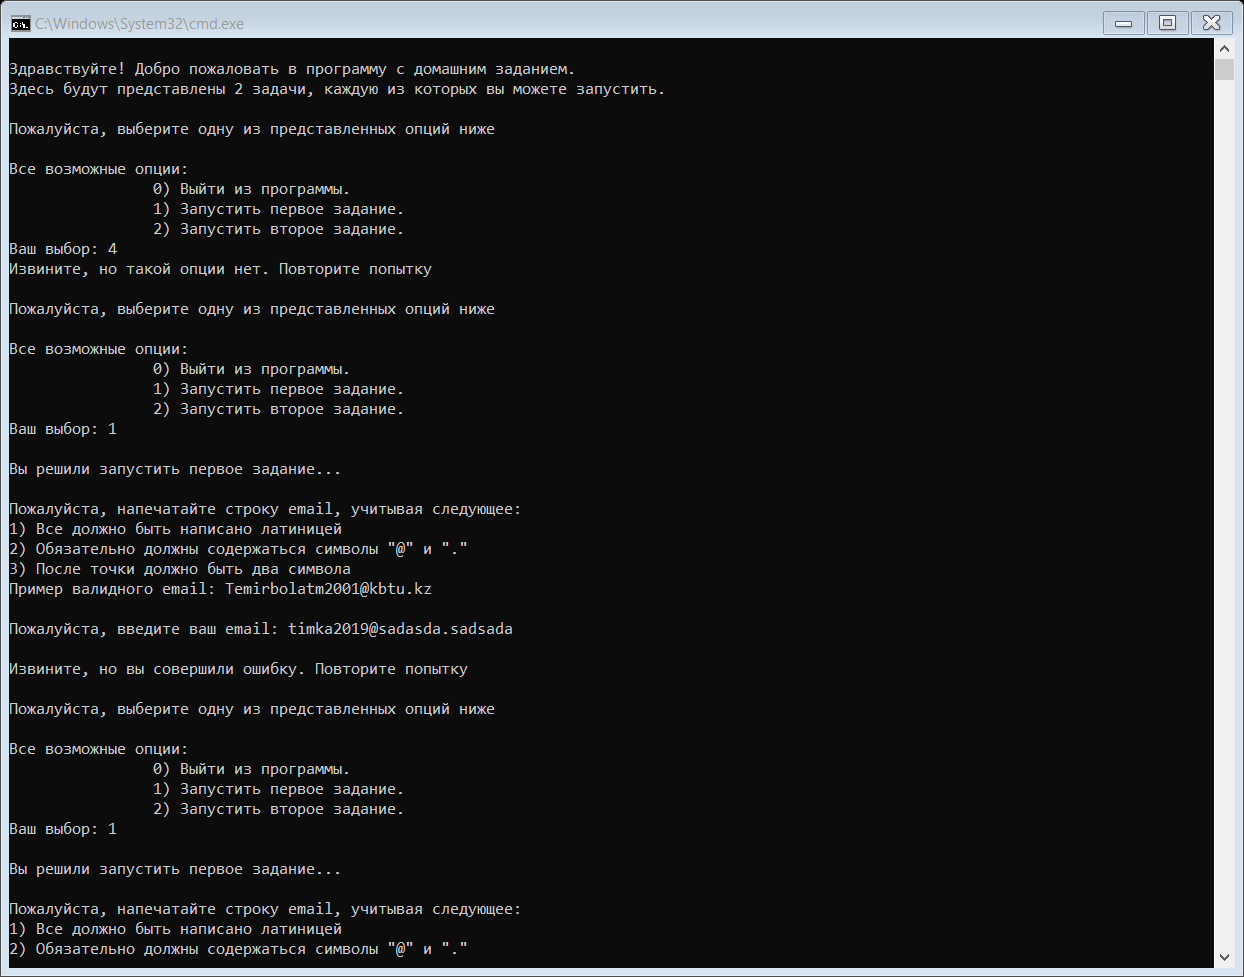 C:\Windows\System32\cmd.exe
Здравствуйте! Добро пожаловать в программу с домашним заданием.
Здесь будут представлены 2 задачи, каждую из которых вы можете запустить.
Пожалуйста, выберите одну из представленных опций ниже
Все возможные опции:
0) Выйти из программы.
1) Запустить первое задание.
2) Запустить второе задание.
Ваш выбор: 4
Извините, но такой опции нет. Повторите попытку
Пожалуйста, выберите одну из представленных опций ниже
Все возможные опции:
0) Выйти из программы.
1) Запустить первое задание.
2) Запустить второе задание.
Ваш выбор: 1
Вы решили запустить первое задание...
Пожалуйста, напечатайте строку email, учитывая следующее:
1) Все должно быть написано латиницей
2) Обязательно должны содержаться символы "@" и "."
3) После точки должно быть два символа
Пример валидного email: Temirbolatm2001@kbtu.kz
Пожалуйста, введите ваш email: timka2019@sadasda.sadsada
Извините, но вы совершили ошибку. Повторите попытку
Пожалуйста, выберите одну из представленных опций ниже
Все возможные опции:
0) Выйти из программы.
1) Запустить первое задание.
2) Запустить второе задание.
Ваш выбор: 1
Вы решили запустить первое задание...
Пожалуйста, напечатайте строку email, учитывая следующее:
1) Все должно быть написано латиницей
2) Обязательно должны содержаться символы "@" и "."